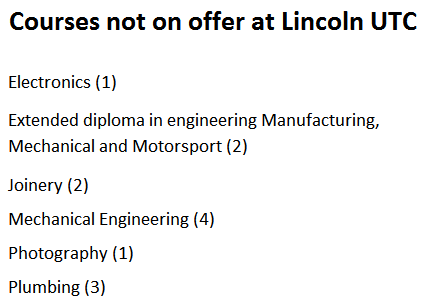 Courses not on offer at Lincoln UTC
Electronics (1)
Extended diploma in engineering Manufacturing,
Mechanical and Motorsport (2)
Joinery (2)
Mechanical Engineering (4)
Photography (1)
Plumbing (3)